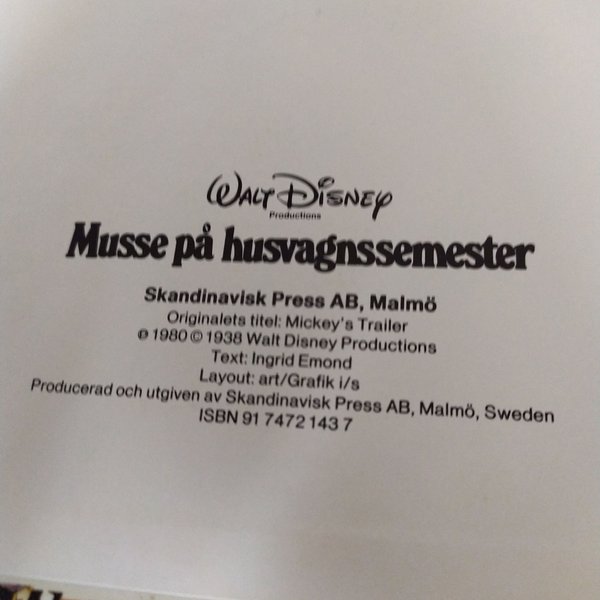 Walt Disney
Productions
Musse på husvagnssemester
Skandinavisk Press AB, Malmö
Originalets titel: Mickey's Trailer
℗ 1980 © 1938 Walt Disney Productions
Text: Ingrid Emond
Layout: art/Grafik i/s
Producerad och utgiven av Skandinavisk Press AB, Malmö, Sweden
ISBN 91 7472 143 7